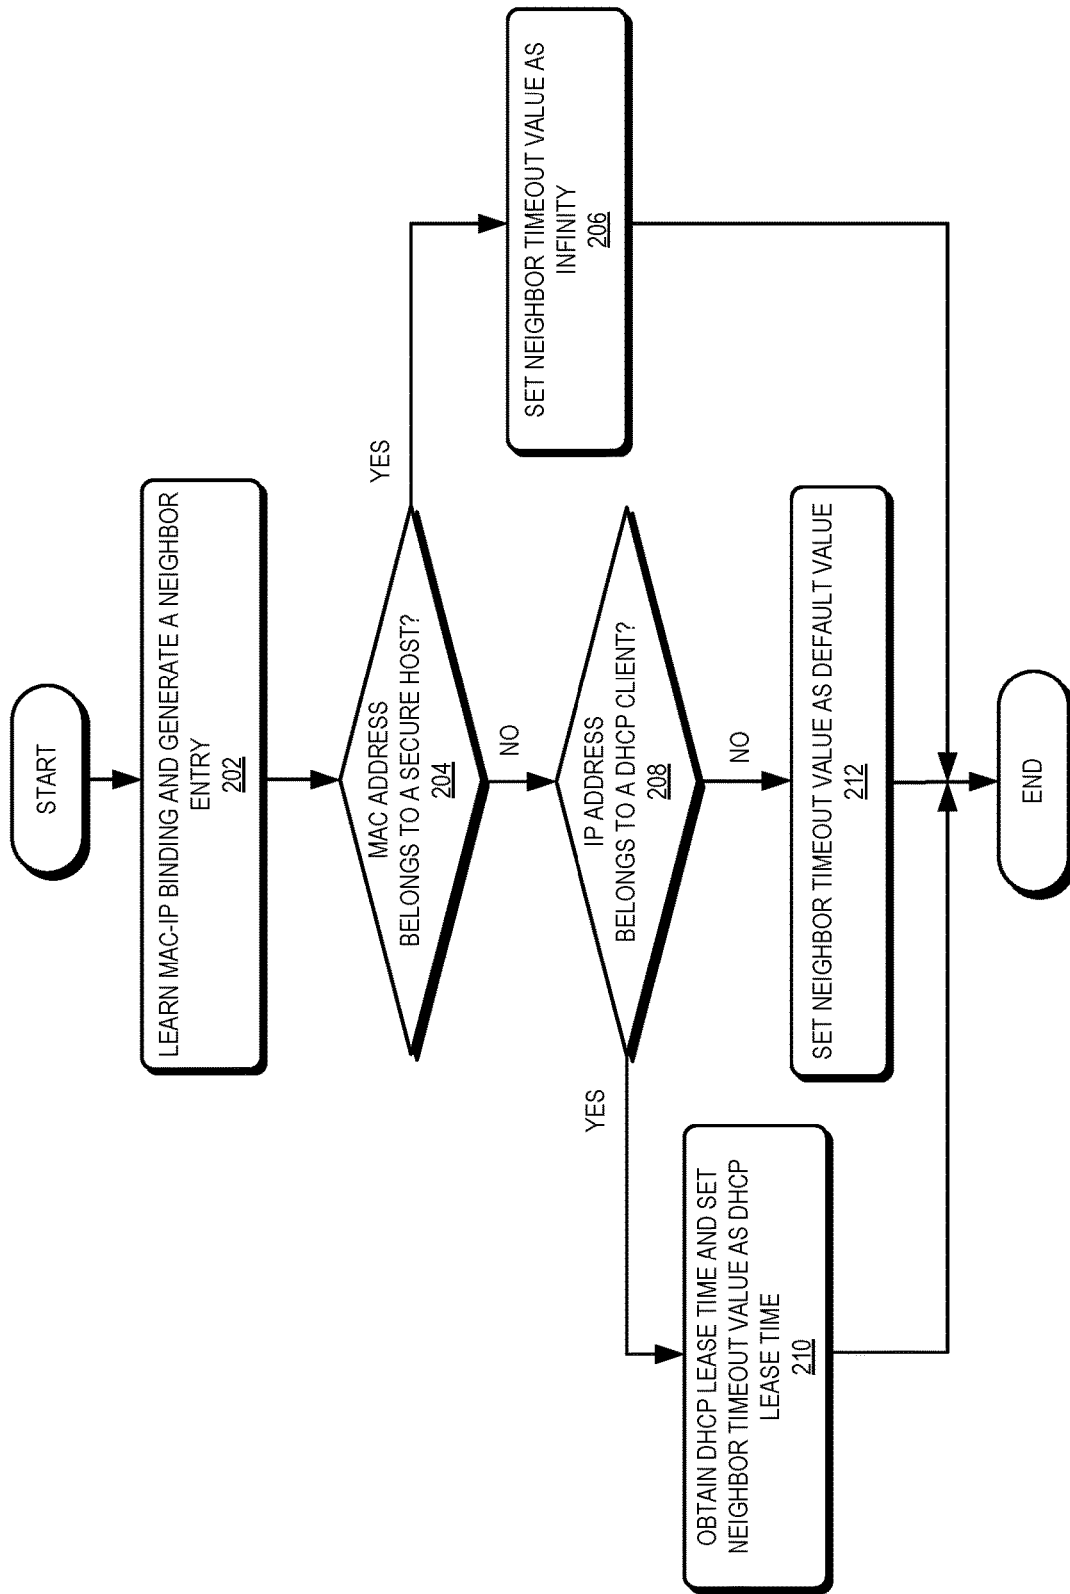 START
LEARN MAC-IP BINDING AND GENERATE A NEIGHBOR
ENTRY
202
MAC ADDRESS
BELONGS TO A SECURE HOST?
204
YES
NO
SET NEIGHBOR TIMEOUT VALUE AS
INFINITY
206
IP ADDRESS
BELONGS TO A DHCP CLIENT?
208
YES
NO
OBTAIN DHCP LEASE TIME AND SET
NEIGHBOR TIMEOUT VALUE AS DHCP
LEASE TIME
210
SET NEIGHBOR TIMEOUT VALUE AS DEFAULT VALUE
212
END